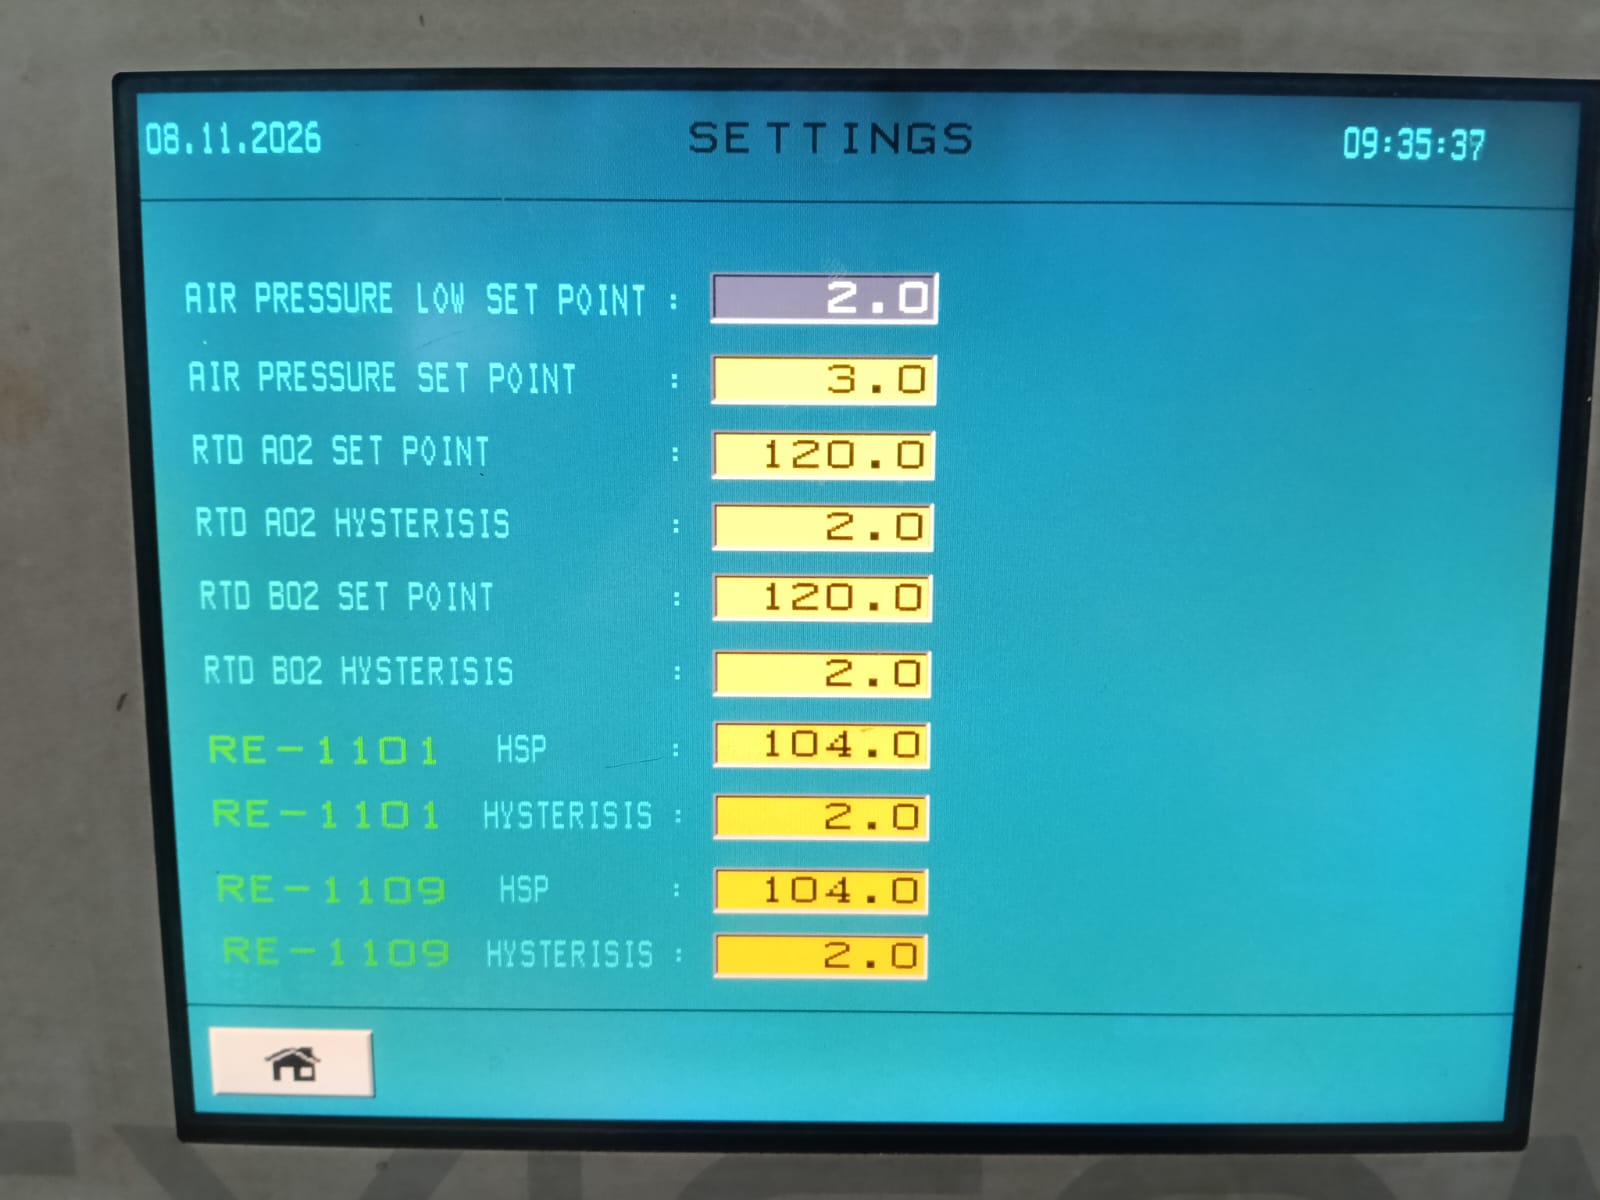 08.11.2026 SETTINGS 09:35:37
AIR PRESSURE LOW SET POINT : 2.0
AIR PRESSURE SET POINT : 3.0
RTD A02 SET POINT : 120.0
RTD A02 HYSTERISIS : 2.0
RTD B02 SET POINT : 120.0
RTD B02 HYSTERISIS : 2.0
RE-1101 HSP : 104.0
RE-1101 HYSTERISIS : 2.0
RE-1109 HSP : 104.0
RE-1109 HYSTERISIS : 2.0